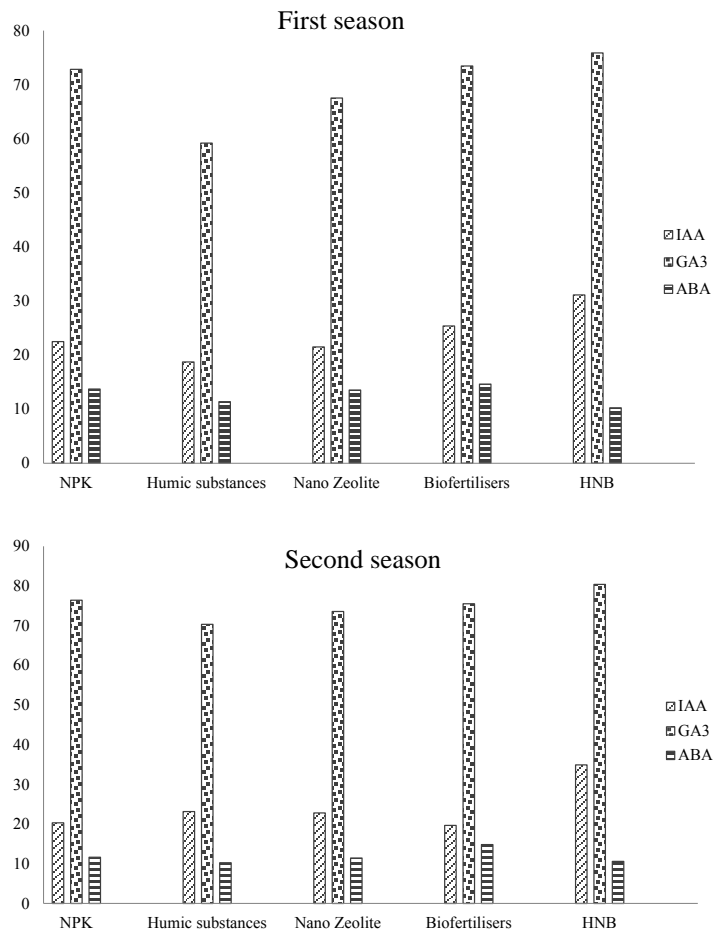 First season
80
70
60
50
40
30
20
10
0
IAA
GA3
ABA
NPK Humic substances Nano Zeolite Biofertilisers HNB
Second season
90
80
70
60
50
40
30
20
10
0
IAA
GA3
ABA
NPK Humic substances Nano Zeolite Biofertilisers HNB